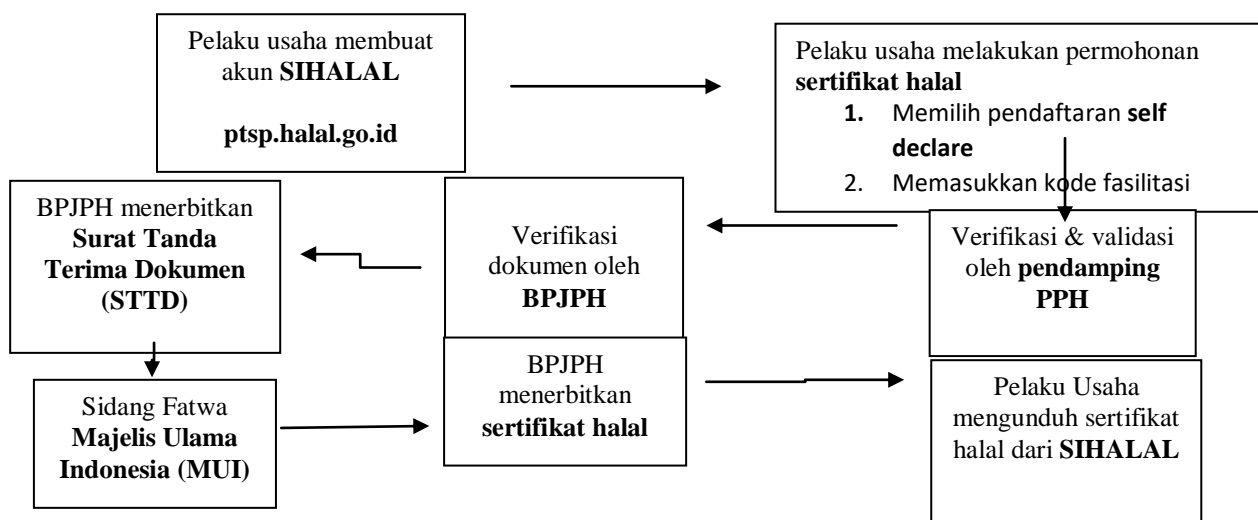 Pelaku usaha membuat
akun SIHALAL
ptsp.halal.go.id
Pelaku usaha melakukan permohonan
sertifikat halal
1. Memilih pendaftaran self
declare
2. Memasukkan kode fasilitasi
Verifikasi & validasi
oleh pendamping
PPH
Verifikasi
dokumen oleh
BPJPH
BPJPH menerbitkan
Surat Tanda
Terima Dokumen
(STTD)
Sidang Fatwa
Majelis Ulama
Indonesia (MUI)
BPJPH
menerbitkan
sertifikat halal
Pelaku Usaha
mengunduh sertifikat
halal dari SIHALAL